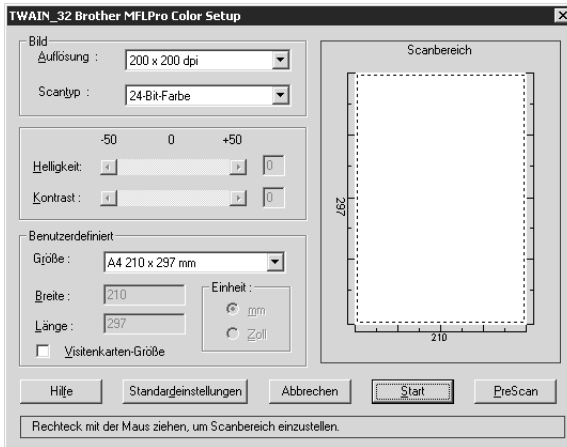 TWAIN_32 Brother MFLPro Color Setup
Bild
Auflösung :
200 x 200 dpi
Scantyp :
24-Bit-Farbe
-50 0 +50
Helligkeit:
0
Kontrast :
0
Benutzerdefiniert
Größe :
A4 210 x 297 mm
Breite :
210
Länge :
297
Einheit :
mm
Zoll
Visitenkarten-Größe
Scanbereich
297
210
Hilfe
Standardeinstellungen
Abbrechen
Start
PreScan
Rechteck mit der Maus ziehen, um Scanbereich einzustellen.